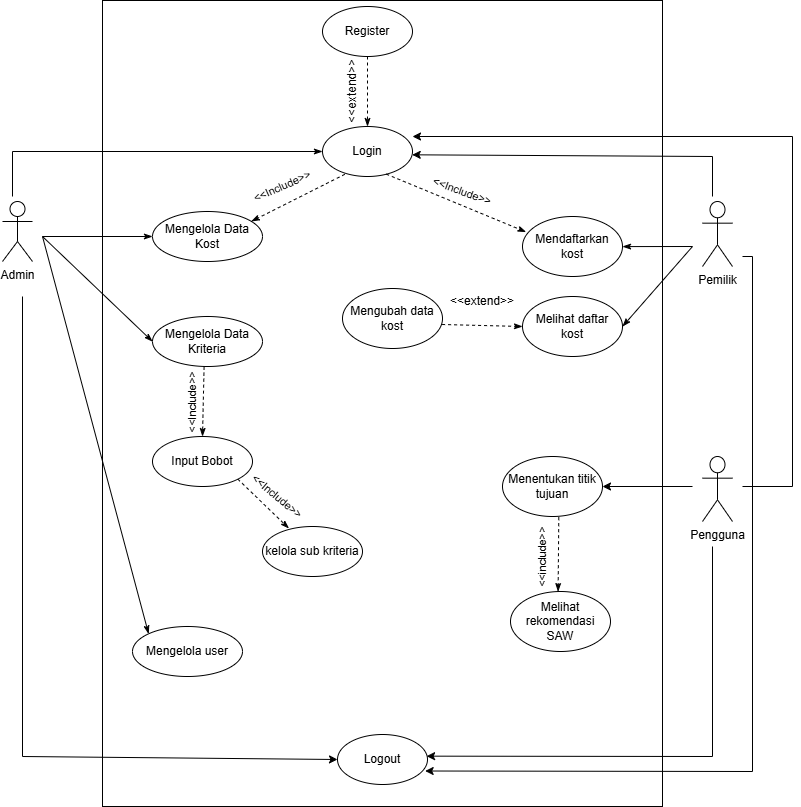 Register
<<extend>>
Login
<<Include>>
<<Include>>
Mengelola Data
Kost
Mendaftarkan
kost
Admin
Pemilik
<<extend>>
Mengubah data
kost
Melihat daftar
kost
Mengelola Data
Kriteria
<<Include>>
Input Bobot
<<Include>>
Menentukan titik
tujuan
Pengguna
<<include>>
kelola sub kriteria
Melihat
rekomendasi
SAW
Mengelola user
Logout